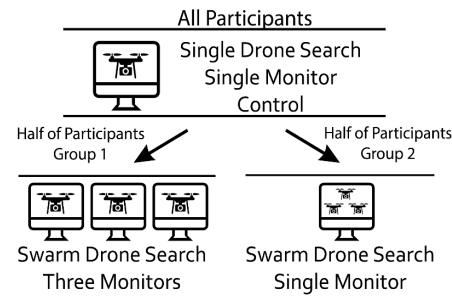 All Participants
Single Drone Search
Single Monitor
Control
Half of Participants
Group 1
Half of Participants
Group 2
Swarm Drone Search
Three Monitors
Swarm Drone Search
Single Monitor